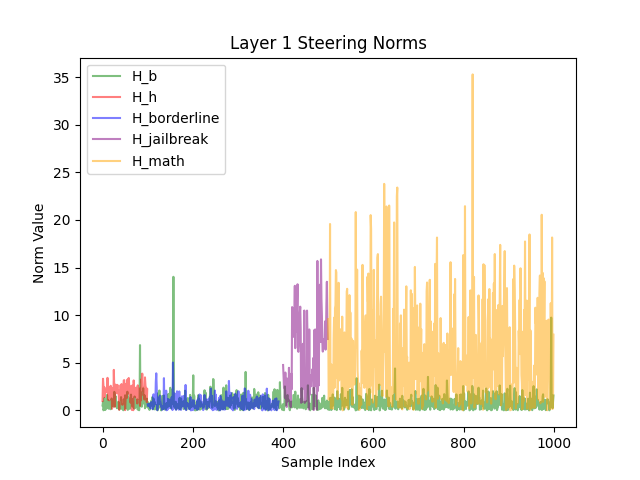 Layer 1 Steering Norms
H_b
H_h
H_borderline
H_jailbreak
H_math
Norm Value
35
30
25
20
15
10
5
0
0 200 400 600 800 1000
Sample Index